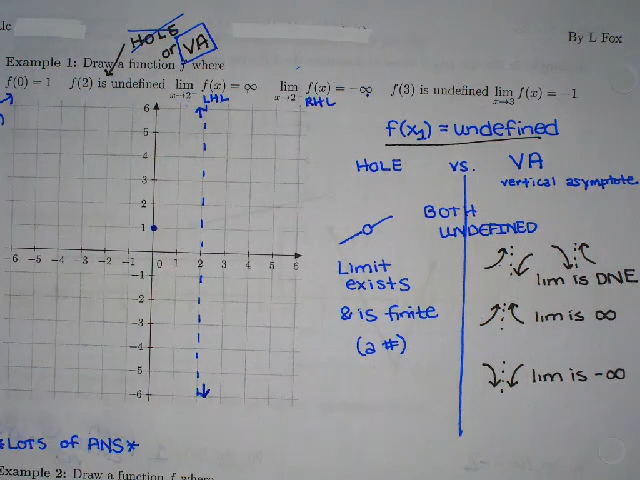 HOLE
or VA
By L Fox
Example 1: Draw a function f where
f(0) = 1 f(2) is undefined lim x→2⁻ f(x) = ∞ lim x→2 f(x) = −∞ f(3) is undefined lim x→3 f(x) = −1
LHL RHL
f(x₁) = undefined
HOLE vs. VA
vertical asymptote
BOTH
UNDEFINED
Limit
exists
& is finite
(a #)
lim is DNE
lim is ∞
lim is -∞
6
5
4
3
2
1
6 −5 −4 −3 −2 −1 0 1 2 3 4 5 6
−1
−2
−3
−4
−5
−6
*LOTS of ANS*
Example 2: Draw a function f where